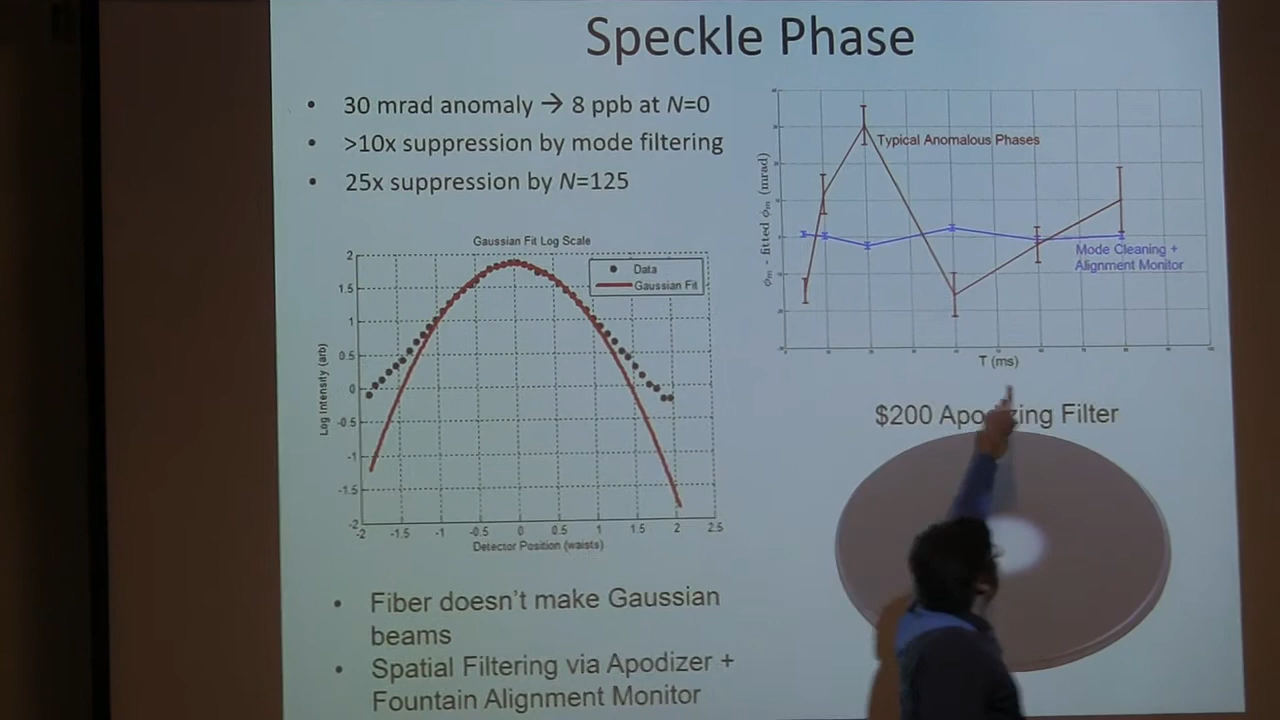 Speckle Phase
• 30 mrad anomaly → 8 ppb at N=0
• >10x suppression by mode filtering
• 25x suppression by N=125
Typical Anomalous Phases
Mode Cleaning +
Alignment Monitor
ϕm - fitted ϕm (mrad)
T (ms)
Gaussian Fit Log Scale
Data
Gaussian Fit
Log Intensity (arb)
2
1.5
1
0.5
0
-0.5
-1
-1.5
-2
-2 -1.5 -1 -0.5 0 0.5 1 1.5 2 2.5
Detector Position (waists)
$200 Filter
• Fiber doesn't make Gaussian
beams
• Spatial Filtering via Apodizer +
Fountain Alignment Monitor